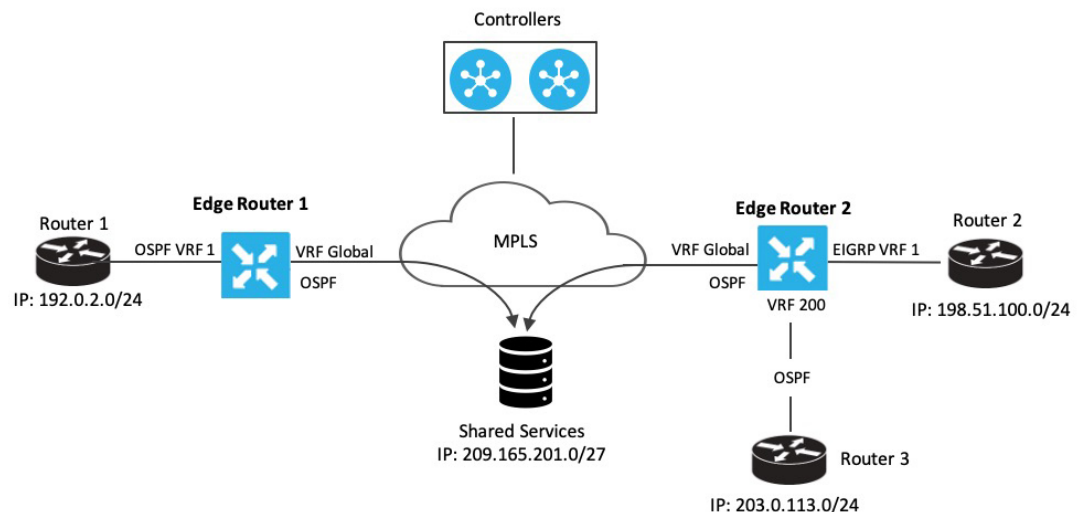 Controllers
Edge Router 1
Edge Router 2
Router 1
Router 2
MPLS
OSPF VRF 1
VRF Global
VRF Global
EIGRP VRF 1
OSPF
OSPF
IP: 192.0.2.0/24
VRF 200
IP: 198.51.100.0/24
OSPF
Shared Services
IP: 209.165.201.0/27
Router 3
IP: 203.0.113.0/24